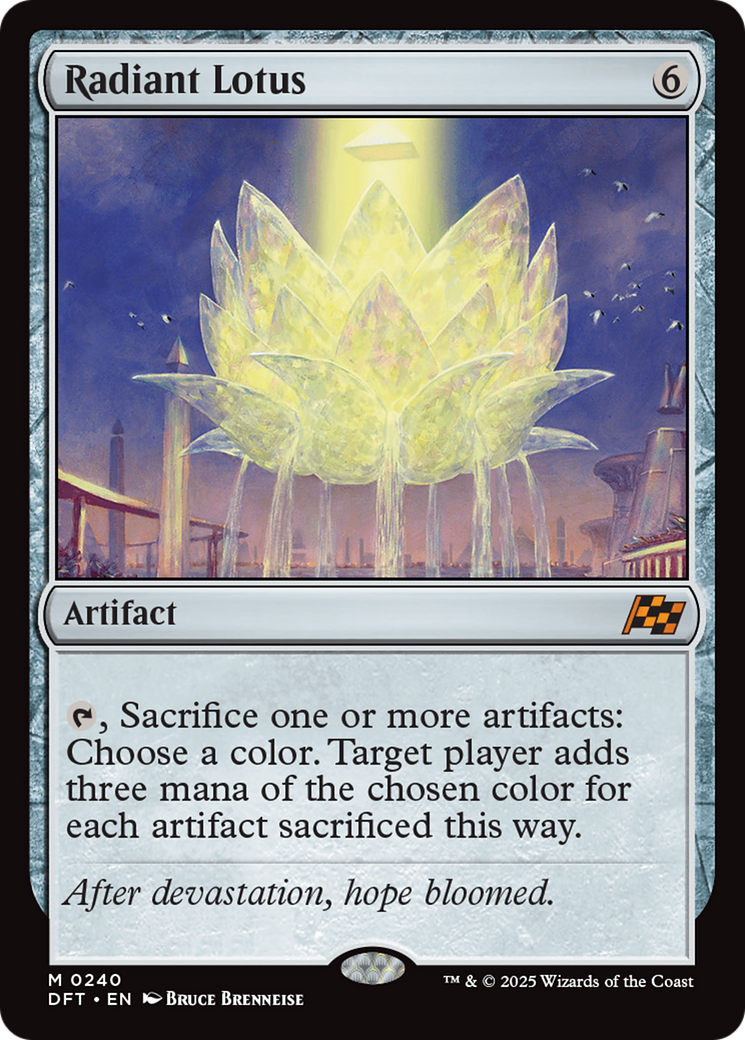 Radiant Lotus 6
Artifact
, Sacrifice one or more artifacts:
Choose a color. Target player adds
three mana of the chosen color for
each artifact sacrificed this way.
After devastation, hope bloomed.
M 0240
DFT • EN Bruce Brenneise
™ & © 2025 Wizards of the Coast